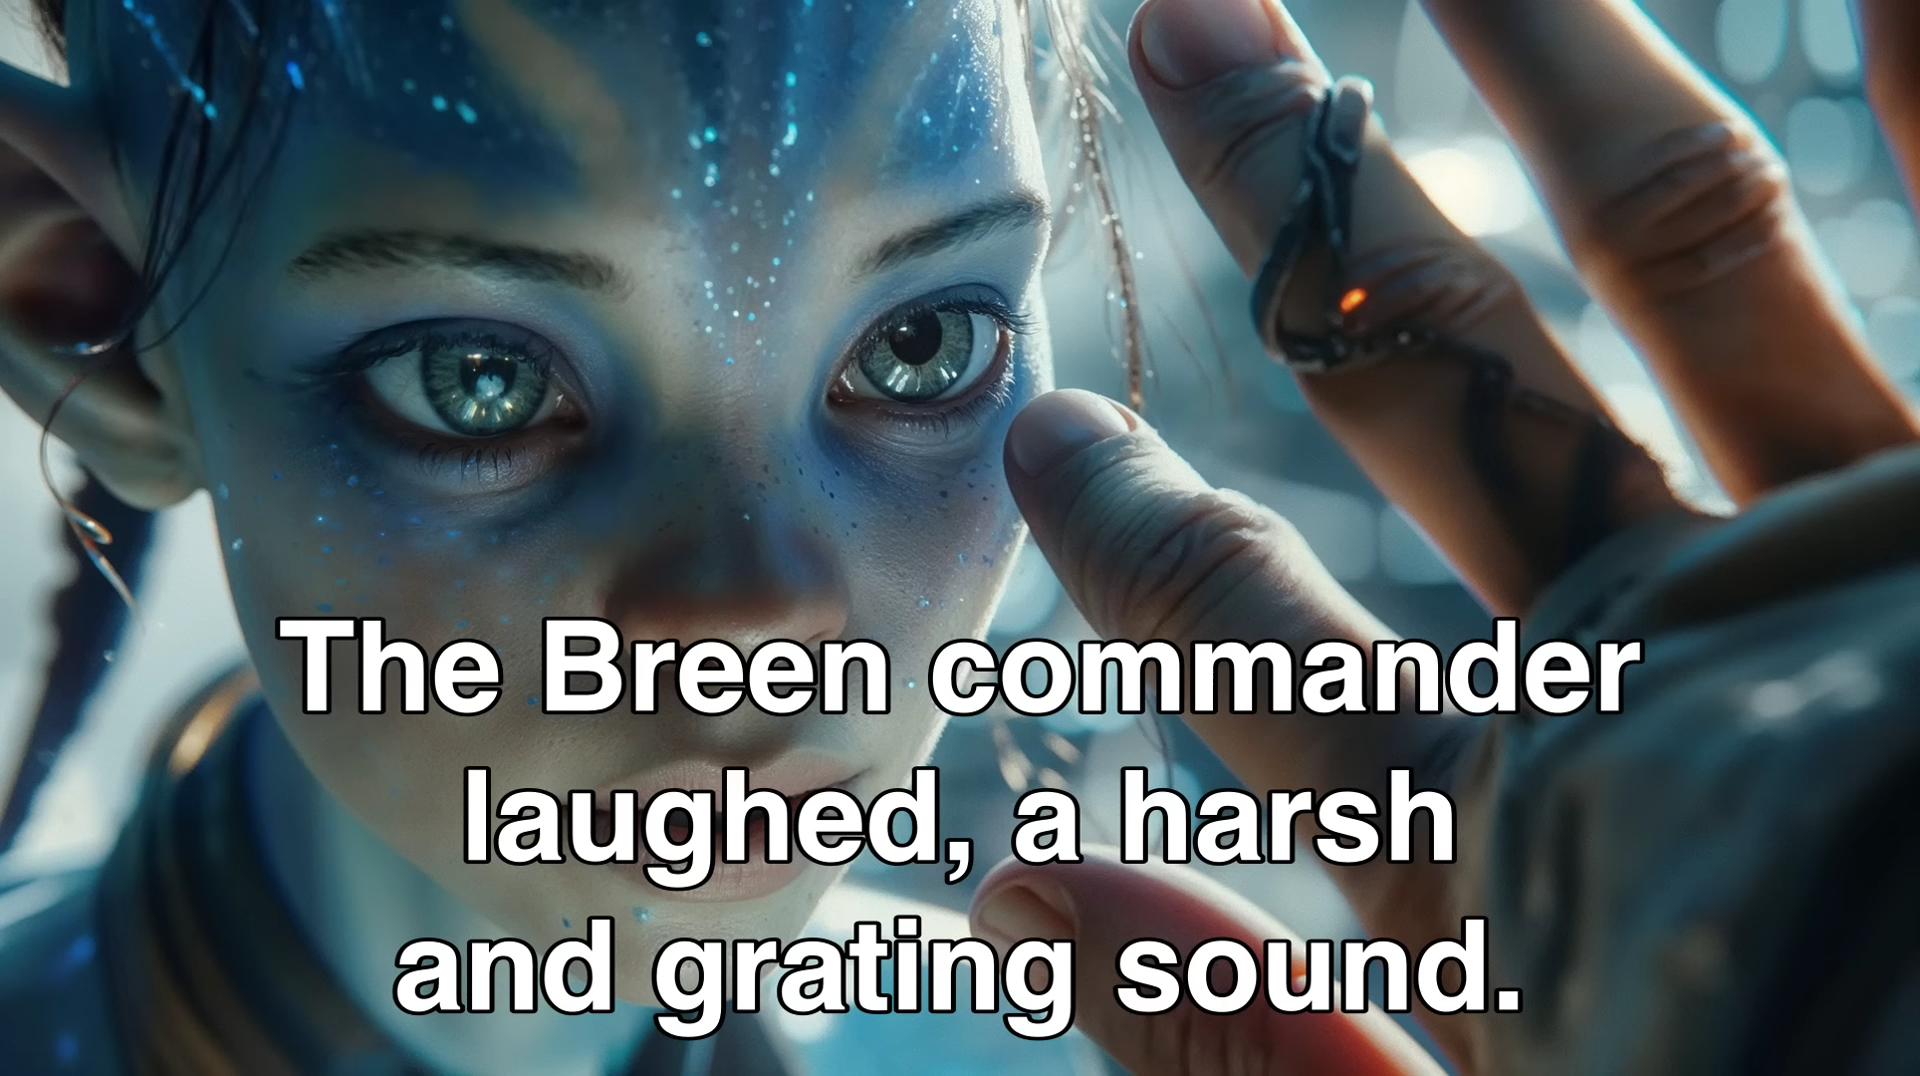 The Breen commander
laughed, a harsh
and grating sound.